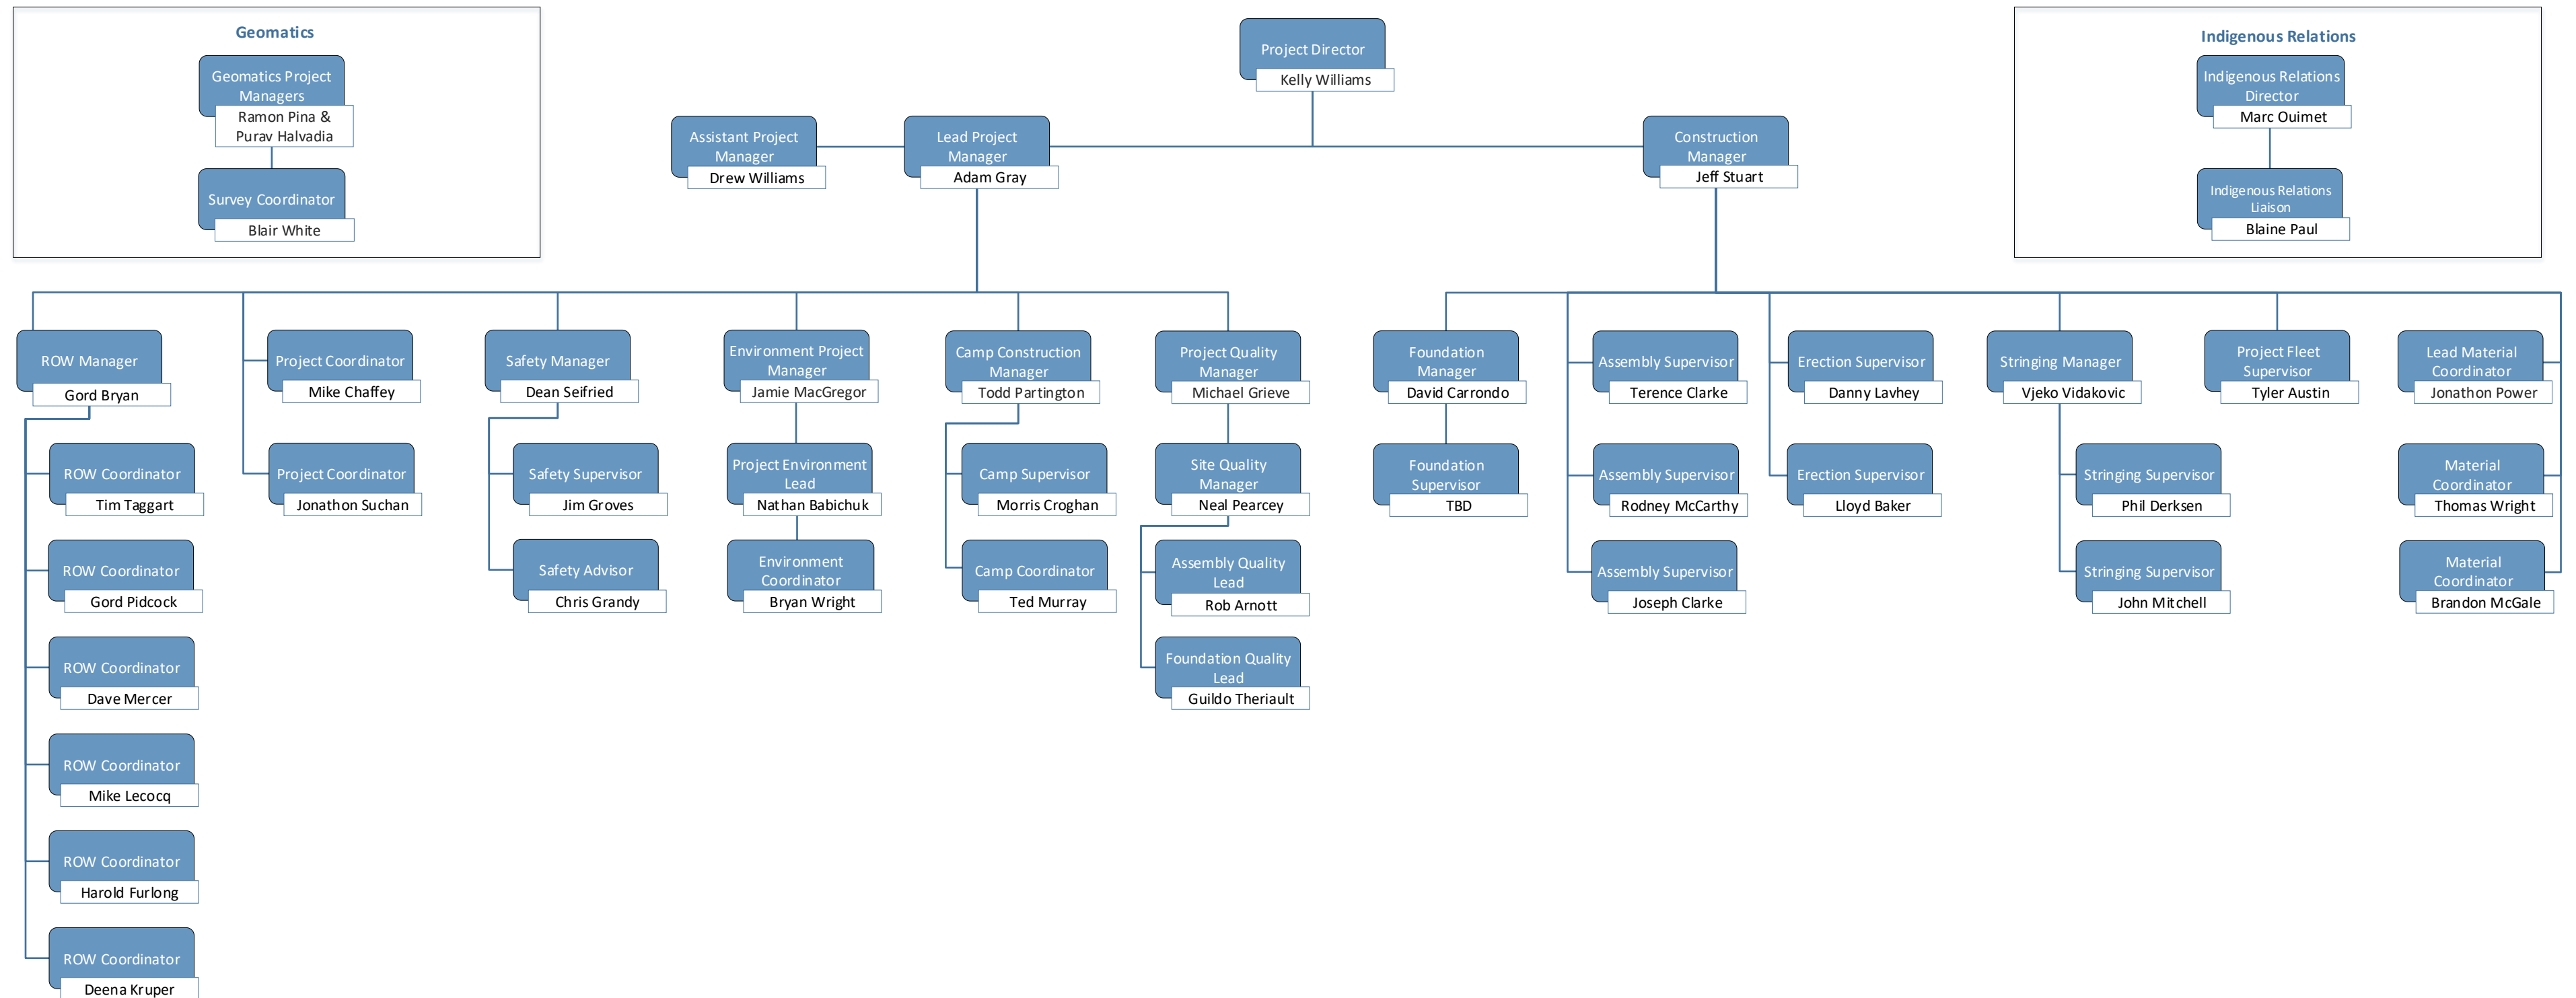 Geomatics
Geomatics Project
Managers
Ramon Pina &
Purav Halvadia
Survey Coordinator
Blair White
Project Director
Kelly Williams
Assistant Project
Manager
Drew Williams
Lead Project
Manager
Adam Gray
Construction
Manager
Jeff Stuart
Indigenous Relations
Indigenous Relations
Director
Marc Ouimet
Indigenous Relations
Liaison
Blaine Paul
ROW Manager
Gord Bryan
ROW Coordinator
Tim Taggart
ROW Coordinator
Gord Pidcock
ROW Coordinator
Dave Mercer
ROW Coordinator
Mike Lecocq
ROW Coordinator
Harold Furlong
ROW Coordinator
Deena Kruper
Project Coordinator
Mike Chaffey
Project Coordinator
Jonathon Suchan
Safety Manager
Dean Seifried
Safety Supervisor
Jim Groves
Safety Advisor
Chris Grandy
Environment Project
Manager
Jamie MacGregor
Project Environment
Lead
Nathan Babichuk
Environment
Coordinator
Bryan Wright
Camp Construction
Manager
Todd Partington
Camp Supervisor
Morris Croghan
Camp Coordinator
Ted Murray
Project Quality
Manager
Michael Grieve
Site Quality
Manager
Neal Pearcey
Assembly Quality
Lead
Rob Arnott
Foundation Quality
Lead
Guildo Theriault
Foundation
Manager
David Carrondo
Foundation
Supervisor
TBD
Assembly Supervisor
Terence Clarke
Assembly Supervisor
Rodney McCarthy
Assembly Supervisor
Joseph Clarke
Erection Supervisor
Danny Lavhey
Erection Supervisor
Lloyd Baker
Stringing Manager
Vjeko Vidakovic
Stringing Supervisor
Phil Derksen
Stringing Supervisor
John Mitchell
Project Fleet
Supervisor
Tyler Austin
Lead Material
Coordinator
Jonathon Power
Material
Coordinator
Thomas Wright
Material
Coordinator
Brandon McGale